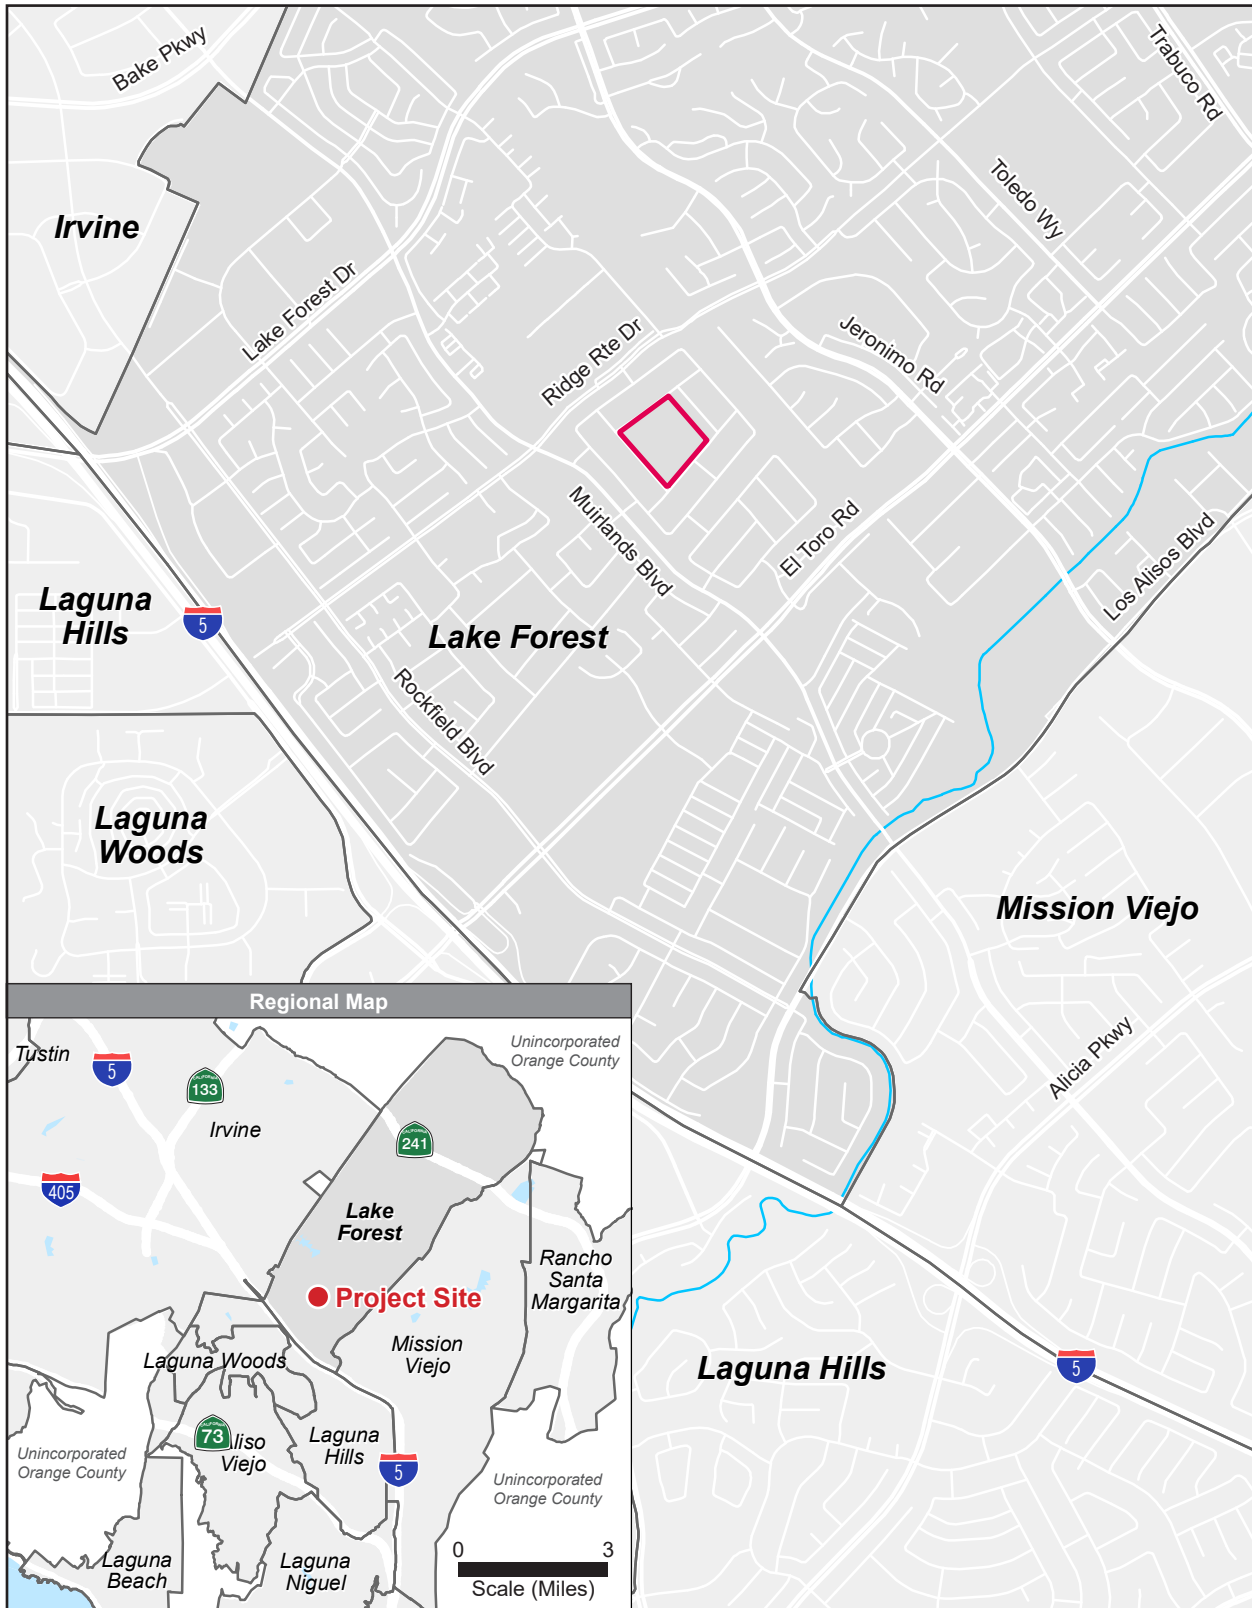 Bake Pkwy
Trabuco Rd
Irvine
Toledo Wy
Lake Forest Dr
Ridge Rte Dr
Jeronimo Rd
Muirlands Blvd
El Toro Rd
Los Alisos Blvd
Laguna
Hills
5
Lake Forest
Rockfield Blvd
Laguna
Woods
Mission Viejo
Alicia Pkwy
Laguna Hills
5
Regional Map
Tustin
5
CALIFORNIA
133
Irvine
Unincorporated
Orange County
CALIFORNIA
241
405
Lake
Forest
Rancho
Santa
Margarita
Project Site
Mission
Viejo
Laguna Woods
CALIFORNIA
73
liso
Viejo
Laguna
Hills
5
Unincorporated
Orange County
Unincorporated
Orange County
Laguna
Beach
Laguna
Niguel
0 3
Scale (Miles)